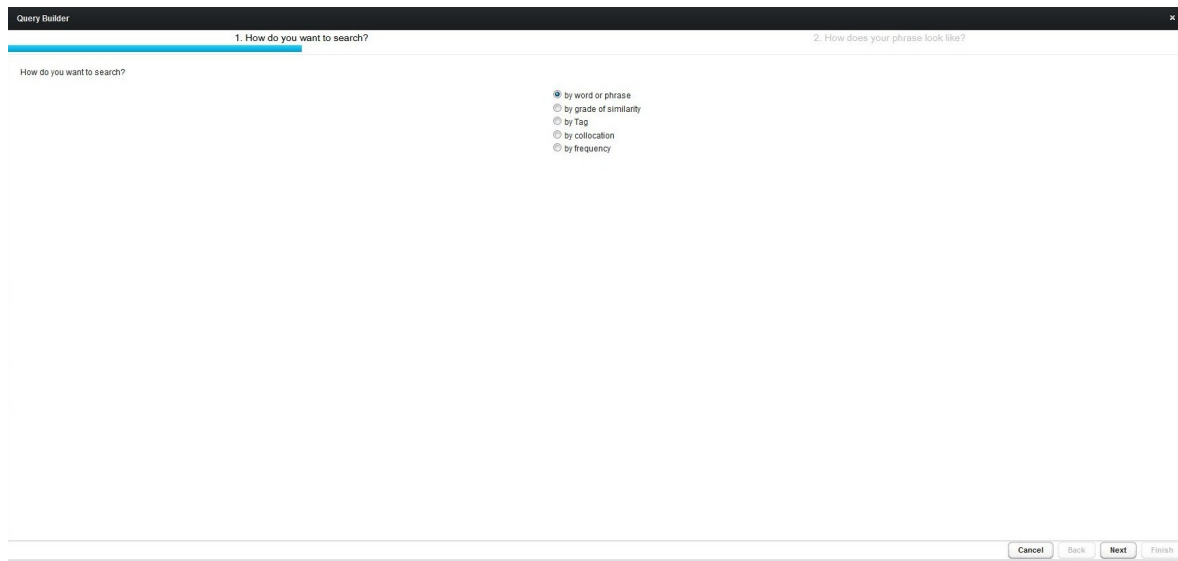 Query Builder ×
1. How do you want to search? 2. How does your phrase look like?
How do you want to search?
by word or phrase
by grade of similarity
by Tag
by collocation
by frequency
Cancel Back Next Finish